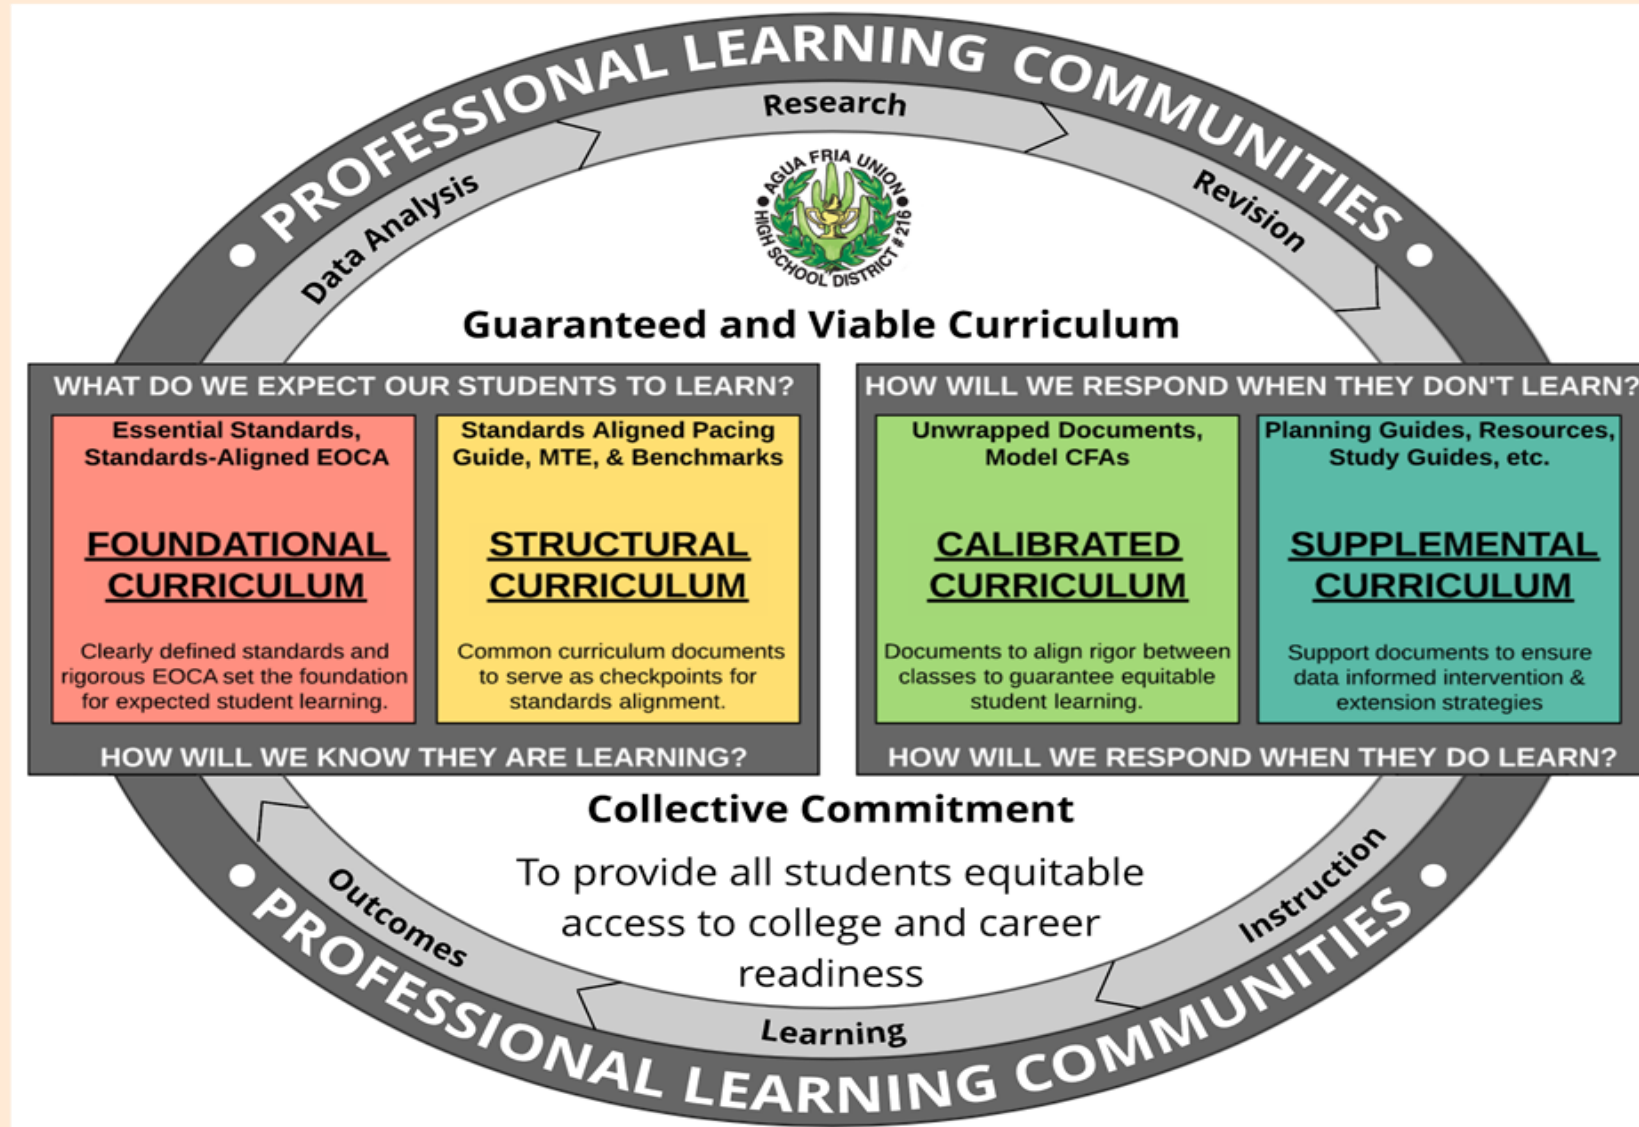 • PROFESSIONAL LEARNING COMMUNITIES •
Data Analysis
Research
Revision
• AGUA FRIA UNION •
HIGH SCHOOL DISTRICT # 216
Guaranteed and Viable Curriculum
WHAT DO WE EXPECT OUR STUDENTS TO LEARN?
Essential Standards,
Standards-Aligned EOCA
FOUNDATIONAL
CURRICULUM
Clearly defined standards and
rigorous EOCA set the foundation
for expected student learning.
Standards Aligned Pacing
Guide, MTE, & Benchmarks
STRUCTURAL
CURRICULUM
Common curriculum documents
to serve as checkpoints for
standards alignment.
HOW WILL WE KNOW THEY ARE LEARNING?
HOW WILL WE RESPOND WHEN THEY DON'T LEARN?
Unwrapped Documents,
Model CFAs
CALIBRATED
CURRICULUM
Documents to align rigor between
classes to guarantee equitable
student learning.
Planning Guides, Resources,
Study Guides, etc.
SUPPLEMENTAL
CURRICULUM
Support documents to ensure
data informed intervention &
extension strategies
HOW WILL WE RESPOND WHEN THEY DO LEARN?
Collective Commitment
To provide all students equitable
access to college and career
readiness
Instruction
Learning
Outcomes
• PROFESSIONAL LEARNING COMMUNITIES •